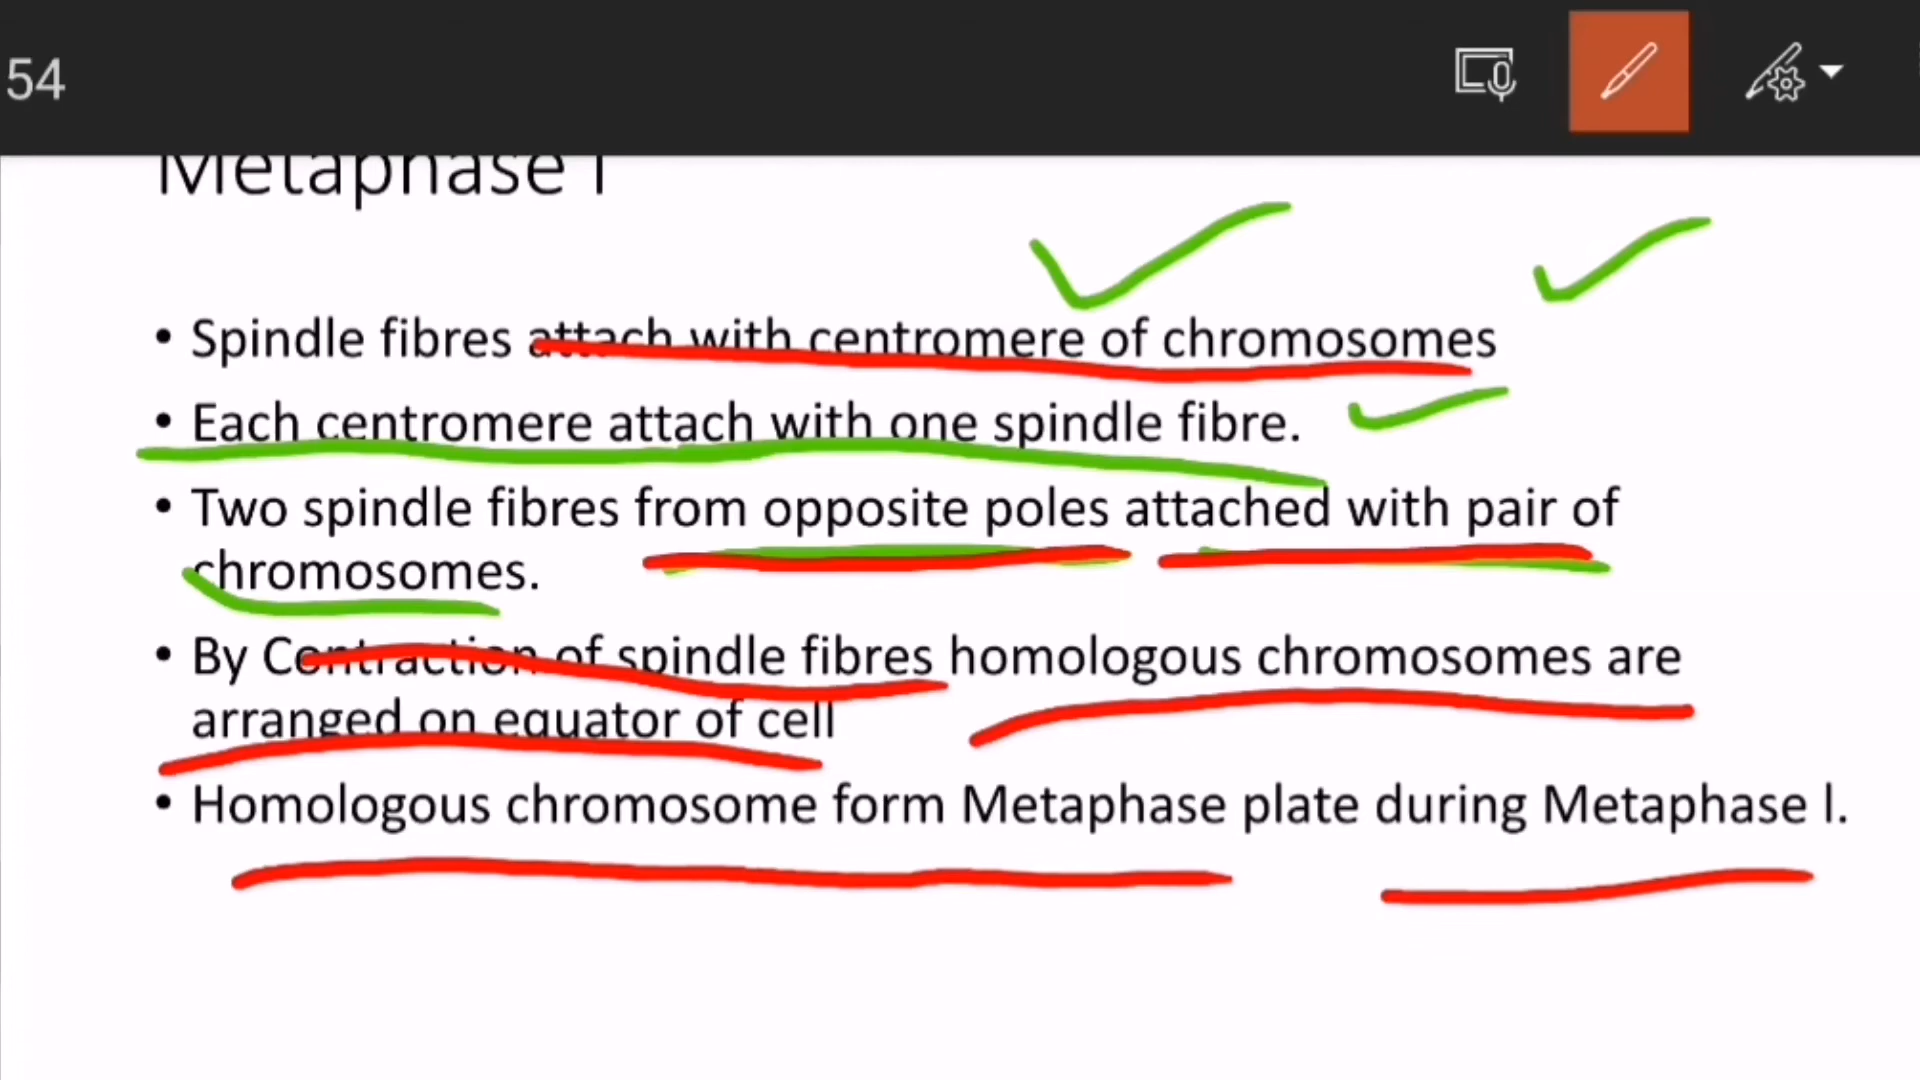 54
Metaphase I
• Spindle fibres attach with centromere of chromosomes
• Each centromere attach with one spindle fibre.
• Two spindle fibres from opposite poles attached with pair of
chromosomes.
• By Contraction of spindle fibres homologous chromosomes are
arranged on equator of cell
• Homologous chromosome form Metaphase plate during Metaphase l.